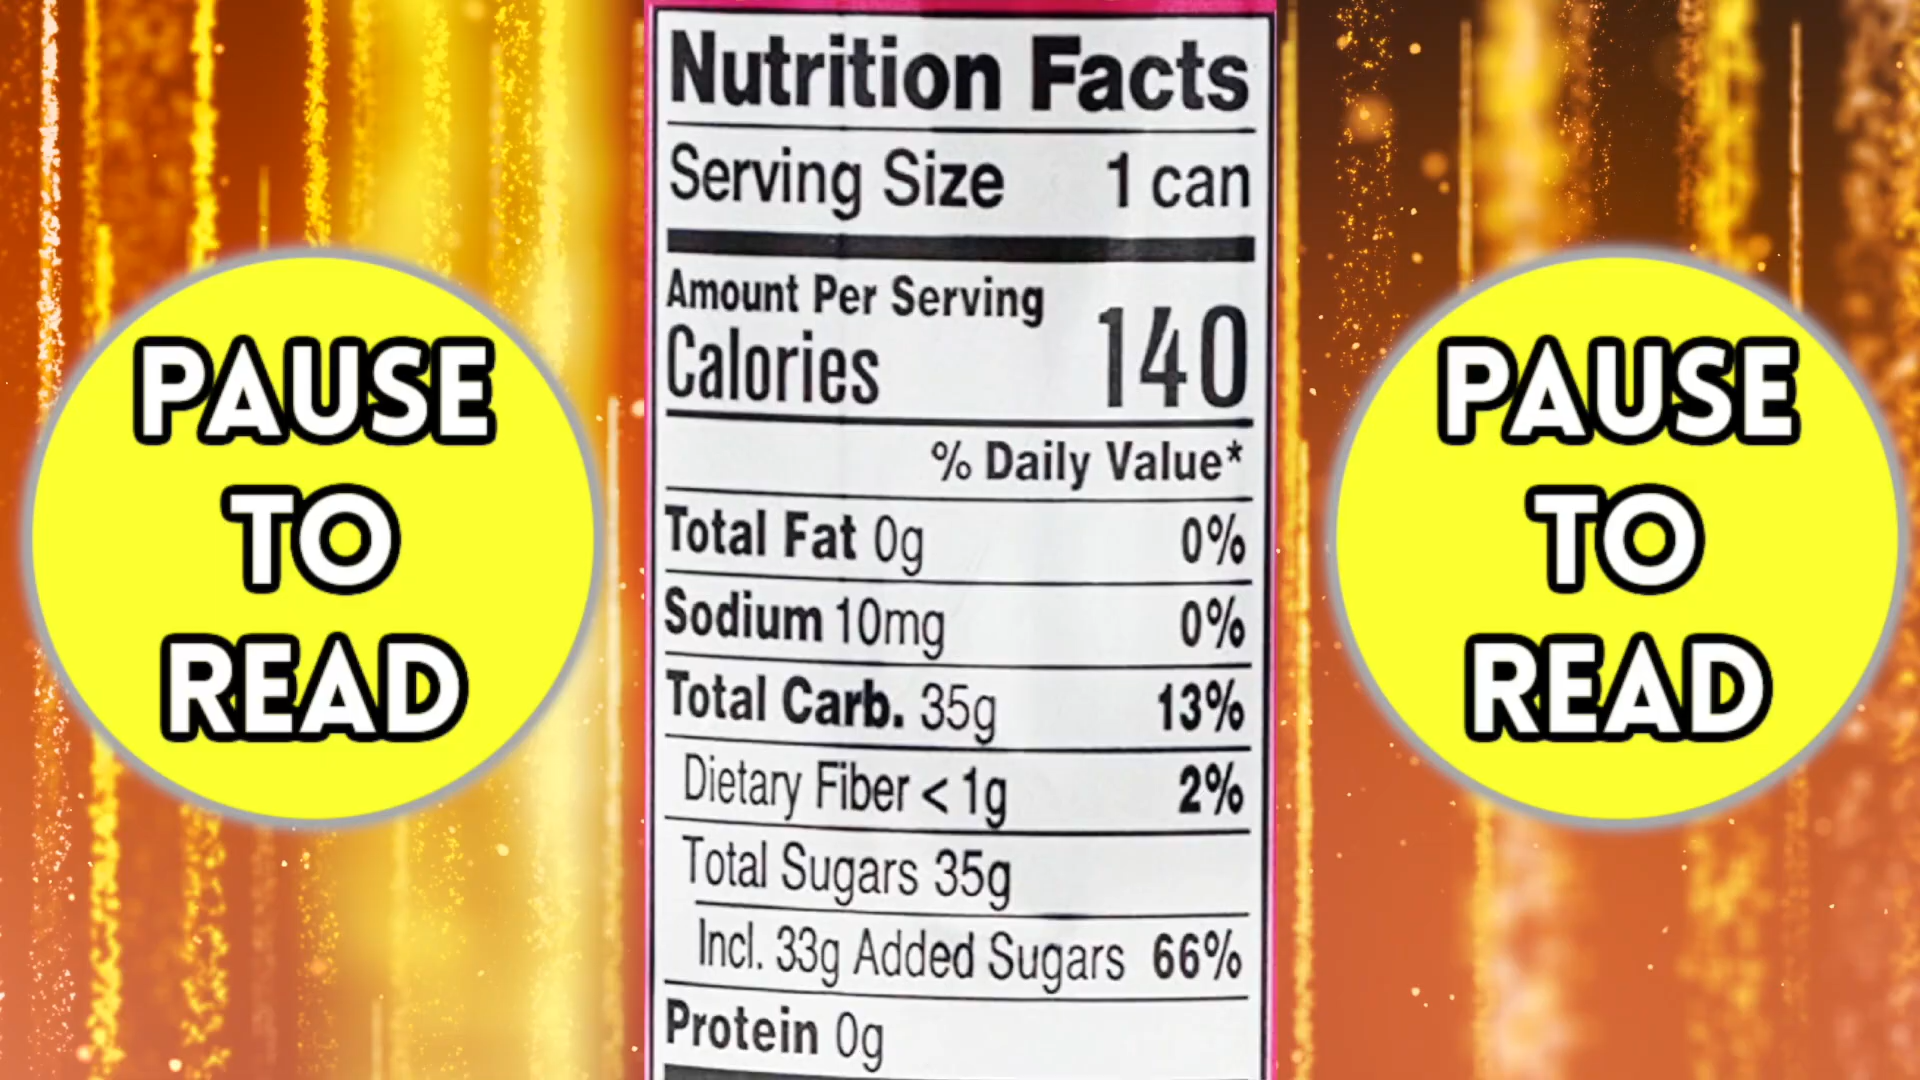 PAUSE
TO
READ
Nutrition Facts
Serving Size 1 can
Amount Per Serving
Calories 140
% Daily Value*
Total Fat 0g 0%
Sodium 10mg 0%
Total Carb. 35g 13%
Dietary Fiber < 1g 2%
Total Sugars 35g
Incl. 33g Added Sugars 66%
Protein 0g
PAUSE
TO
READ